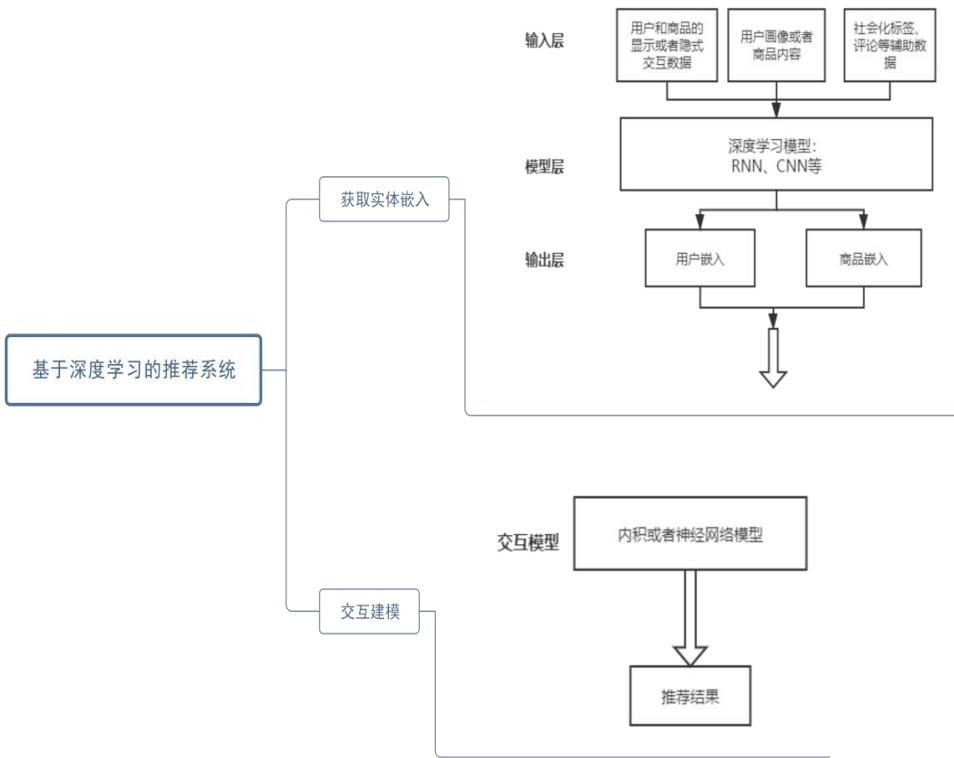 输入层
用户和商品的
显示或者隐式
交互数据
用户画像或者
商品内容
社会化标签、
评论等辅助数
据
模型层
深度学习模型：
RNN、CNN等
获取实体嵌入
输出层
用户嵌入
商品嵌入
基于深度学习的推荐系统
交互模型
内积或者神经网络模型
交互建模
推荐结果